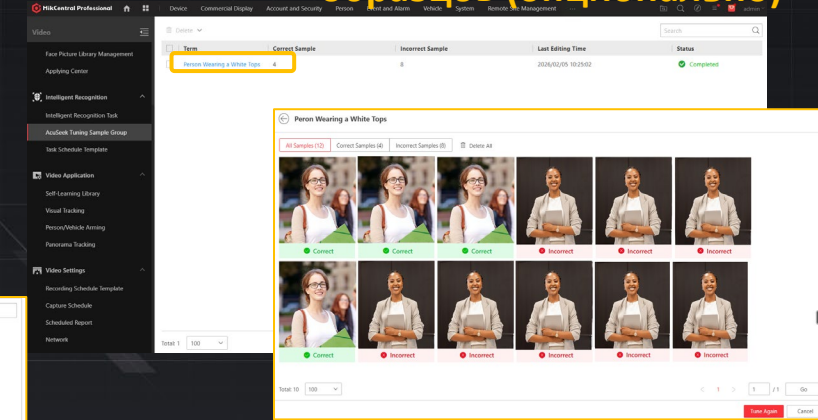 образцов (опционально)
HikCentral Professional Device Commercial Display Account and Security Person Event and Alarm Vehicle System Remote Site Management admin
Video
Face Picture Library Management
Applying Center
Intelligent Recognition
Intelligent Recognition Task
AcuSeek Tuning Sample Group
Task Schedule Template
Video Application
Self-Learning Library
Visual Tracking
Person/Vehicle Arming
Panorama Tracking
Video Settings
Recording Schedule Template
Capture Schedule
Scheduled Report
Network
Delete Search
Term Correct Sample Incorrect Sample Last Editing Time Status
Person Wearing a White Tops 4 8 2026/02/05 10:25:02 Completed
Total: 1 100
Peron Wearing a White Tops
All Samples (12) Correct Samples (4) Incorrect Samples (8) Delete All
Correct Correct Correct Incorrect Incorrect Incorrect
Correct Incorrect Incorrect Incorrect Incorrect Incorrect
Total: 10 100 1 1 / 1 Go
Tune Again Cancel